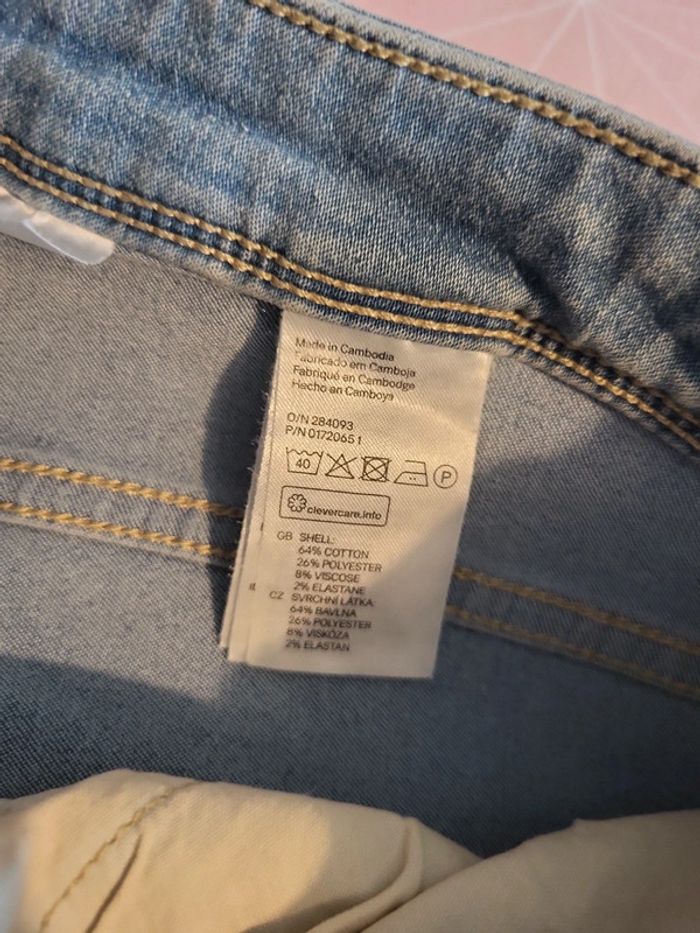 Made in Cambodia
Fabricado em Camboja
Fabriqué en Cambodge
Hecho en Camboya
O/N 284093
P/N 0172065 1
40
P
clevercare.info
GB SHELL:
64% COTTON
26% POLYESTER
8% VISCOSE
2% ELASTANE
CZ SVRCHNÍ LÁTKA:
64% BAVLNA
26% POLYESTER
8% VISKÓZA
2% ELASTAN